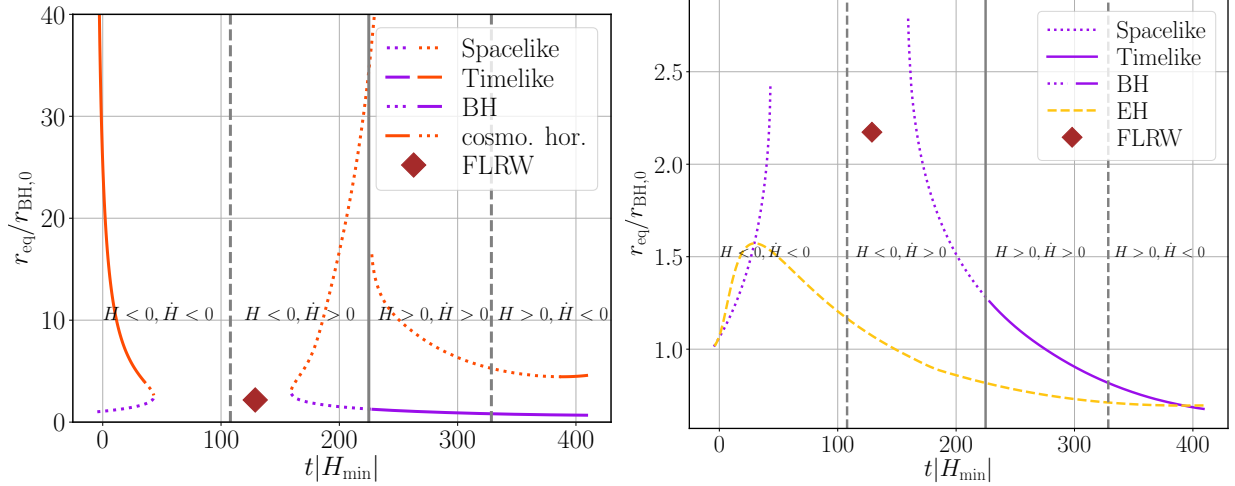 40
30
20
10
0
r_eq/r_BH,0
Spacelike
Timelike
BH
cosmo. hor.
FLRW
H < 0, Ḣ < 0
H < 0, Ḣ > 0
H > 0, Ḣ > 0
H > 0, Ḣ < 0
0 100 200 300 400
t|H_min|
2.5
2.0
1.5
1.0
r_eq/r_BH,0
Spacelike
Timelike
BH
EH
FLRW
H < 0, Ḣ < 0
H < 0, Ḣ > 0
H > 0, Ḣ > 0
H > 0, Ḣ < 0
0 100 200 300 400
t|H_min|